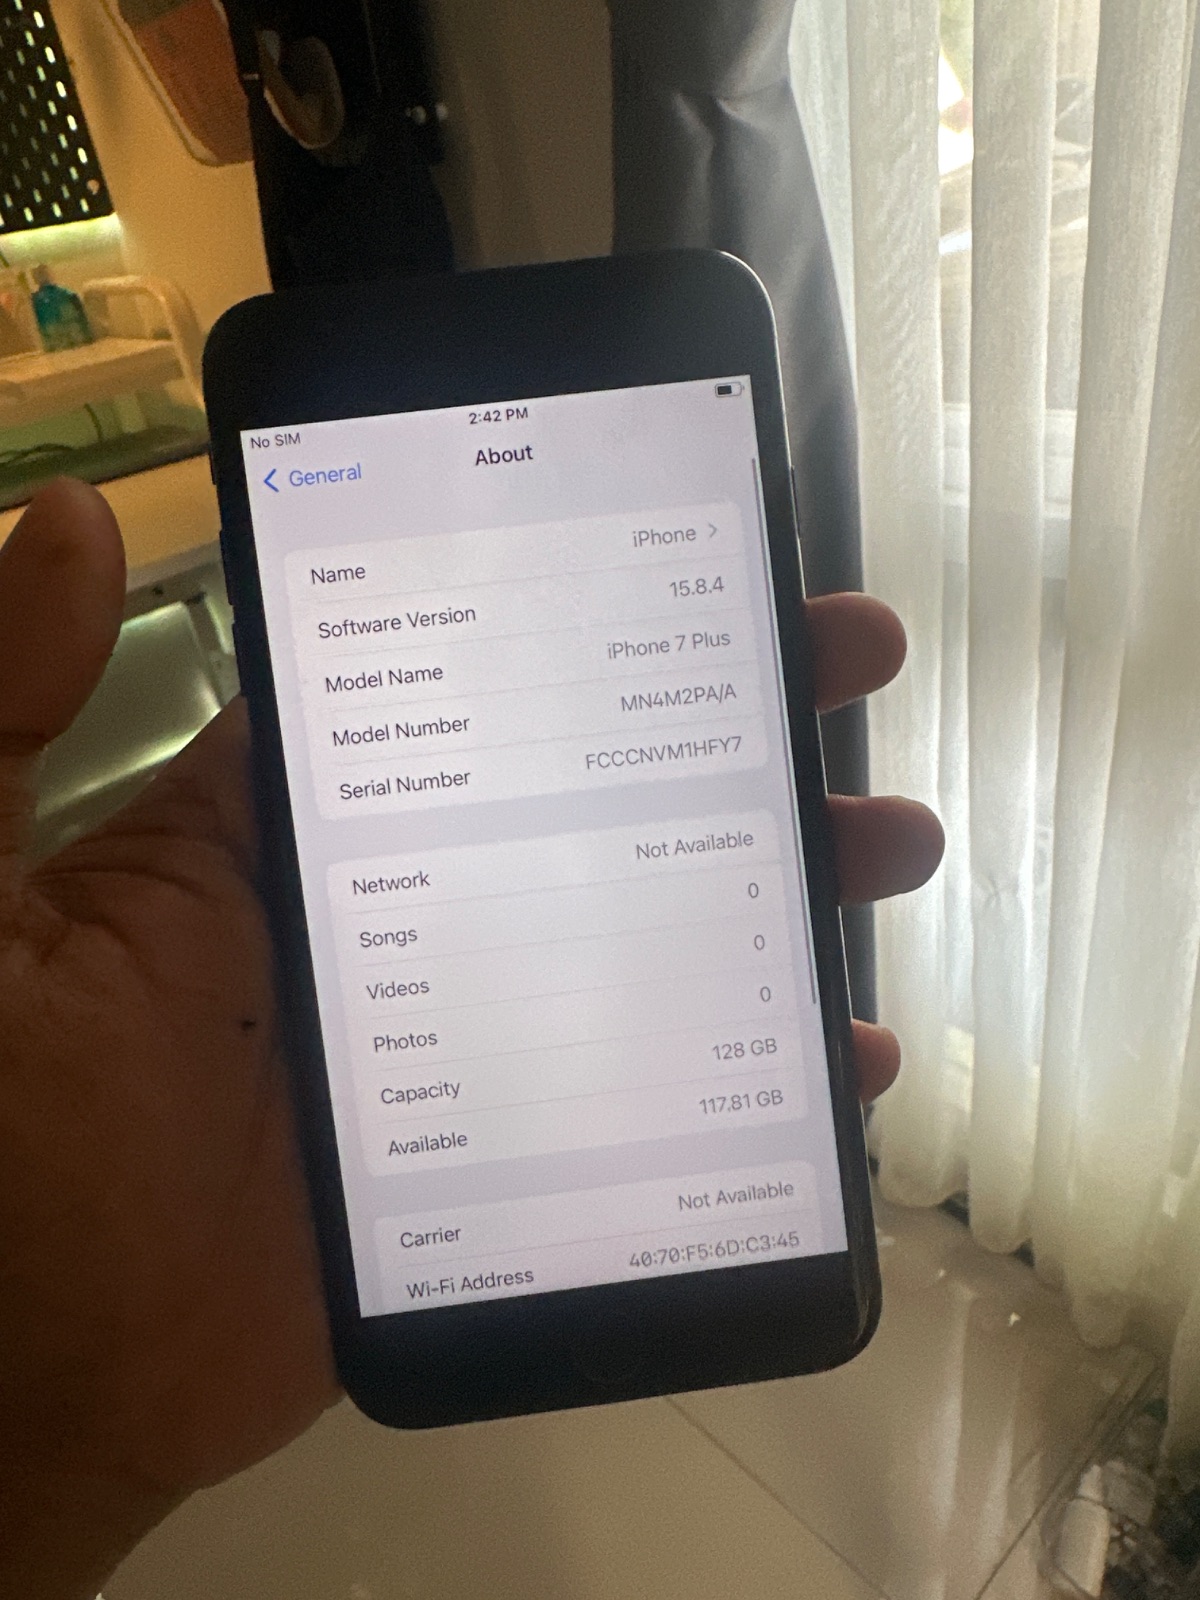 No SIM 2:42 PM
General About
Name iPhone
Software Version 15.8.4
Model Name iPhone 7 Plus
Model Number MN4M2PA/A
Serial Number FCCCNVM1HFY7
Network Not Available
Songs 0
Videos 0
Photos 0
Capacity 128 GB
Available 117.81 GB
Carrier Not Available
Wi-Fi Address 40:70:F5:6D:C3:45